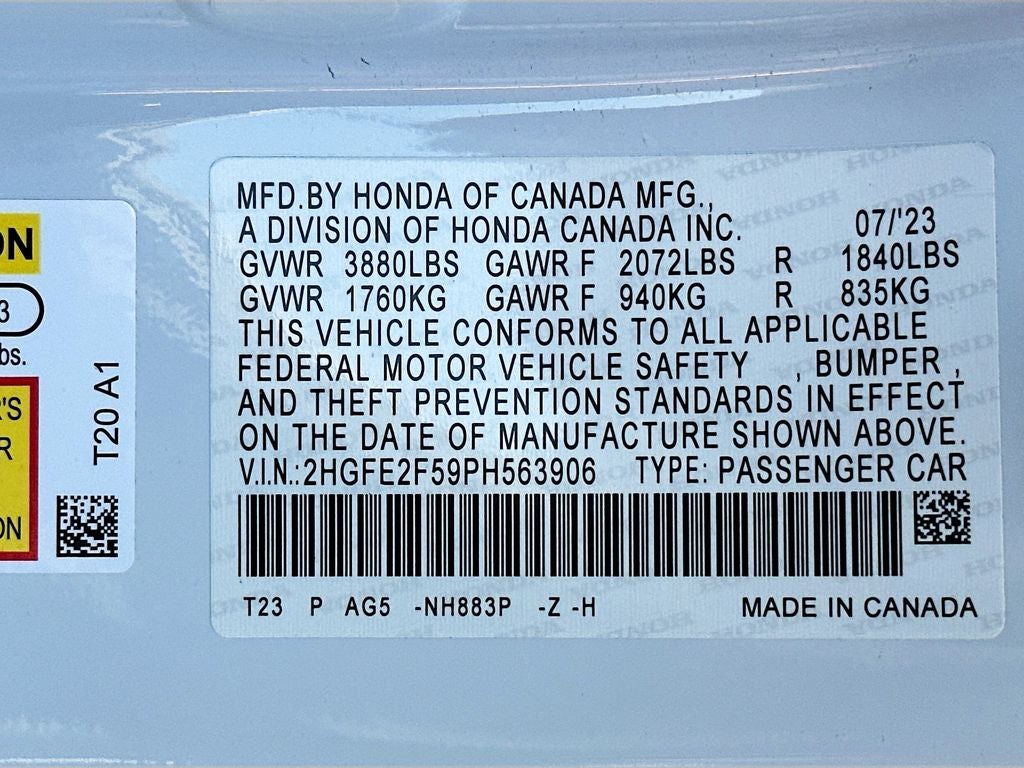 MFD.BY HONDA OF CANADA MFG.,
A DIVISION OF HONDA CANADA INC. 07/'23
GVWR 3880LBS GAWR F 2072LBS R 1840LBS
GVWR 1760KG GAWR F 940KG R 835KG
THIS VEHICLE CONFORMS TO ALL APPLICABLE
FEDERAL MOTOR VEHICLE SAFETY , BUMPER ,
AND THEFT PREVENTION STANDARDS IN EFFECT
ON THE DATE OF MANUFACTURE SHOWN ABOVE.
V.I.N.:2HGFE2F59PH563906 TYPE: PASSENGER CAR
T23 P AG5 -NH883P -Z -H MADE IN CANADA
T20 A1